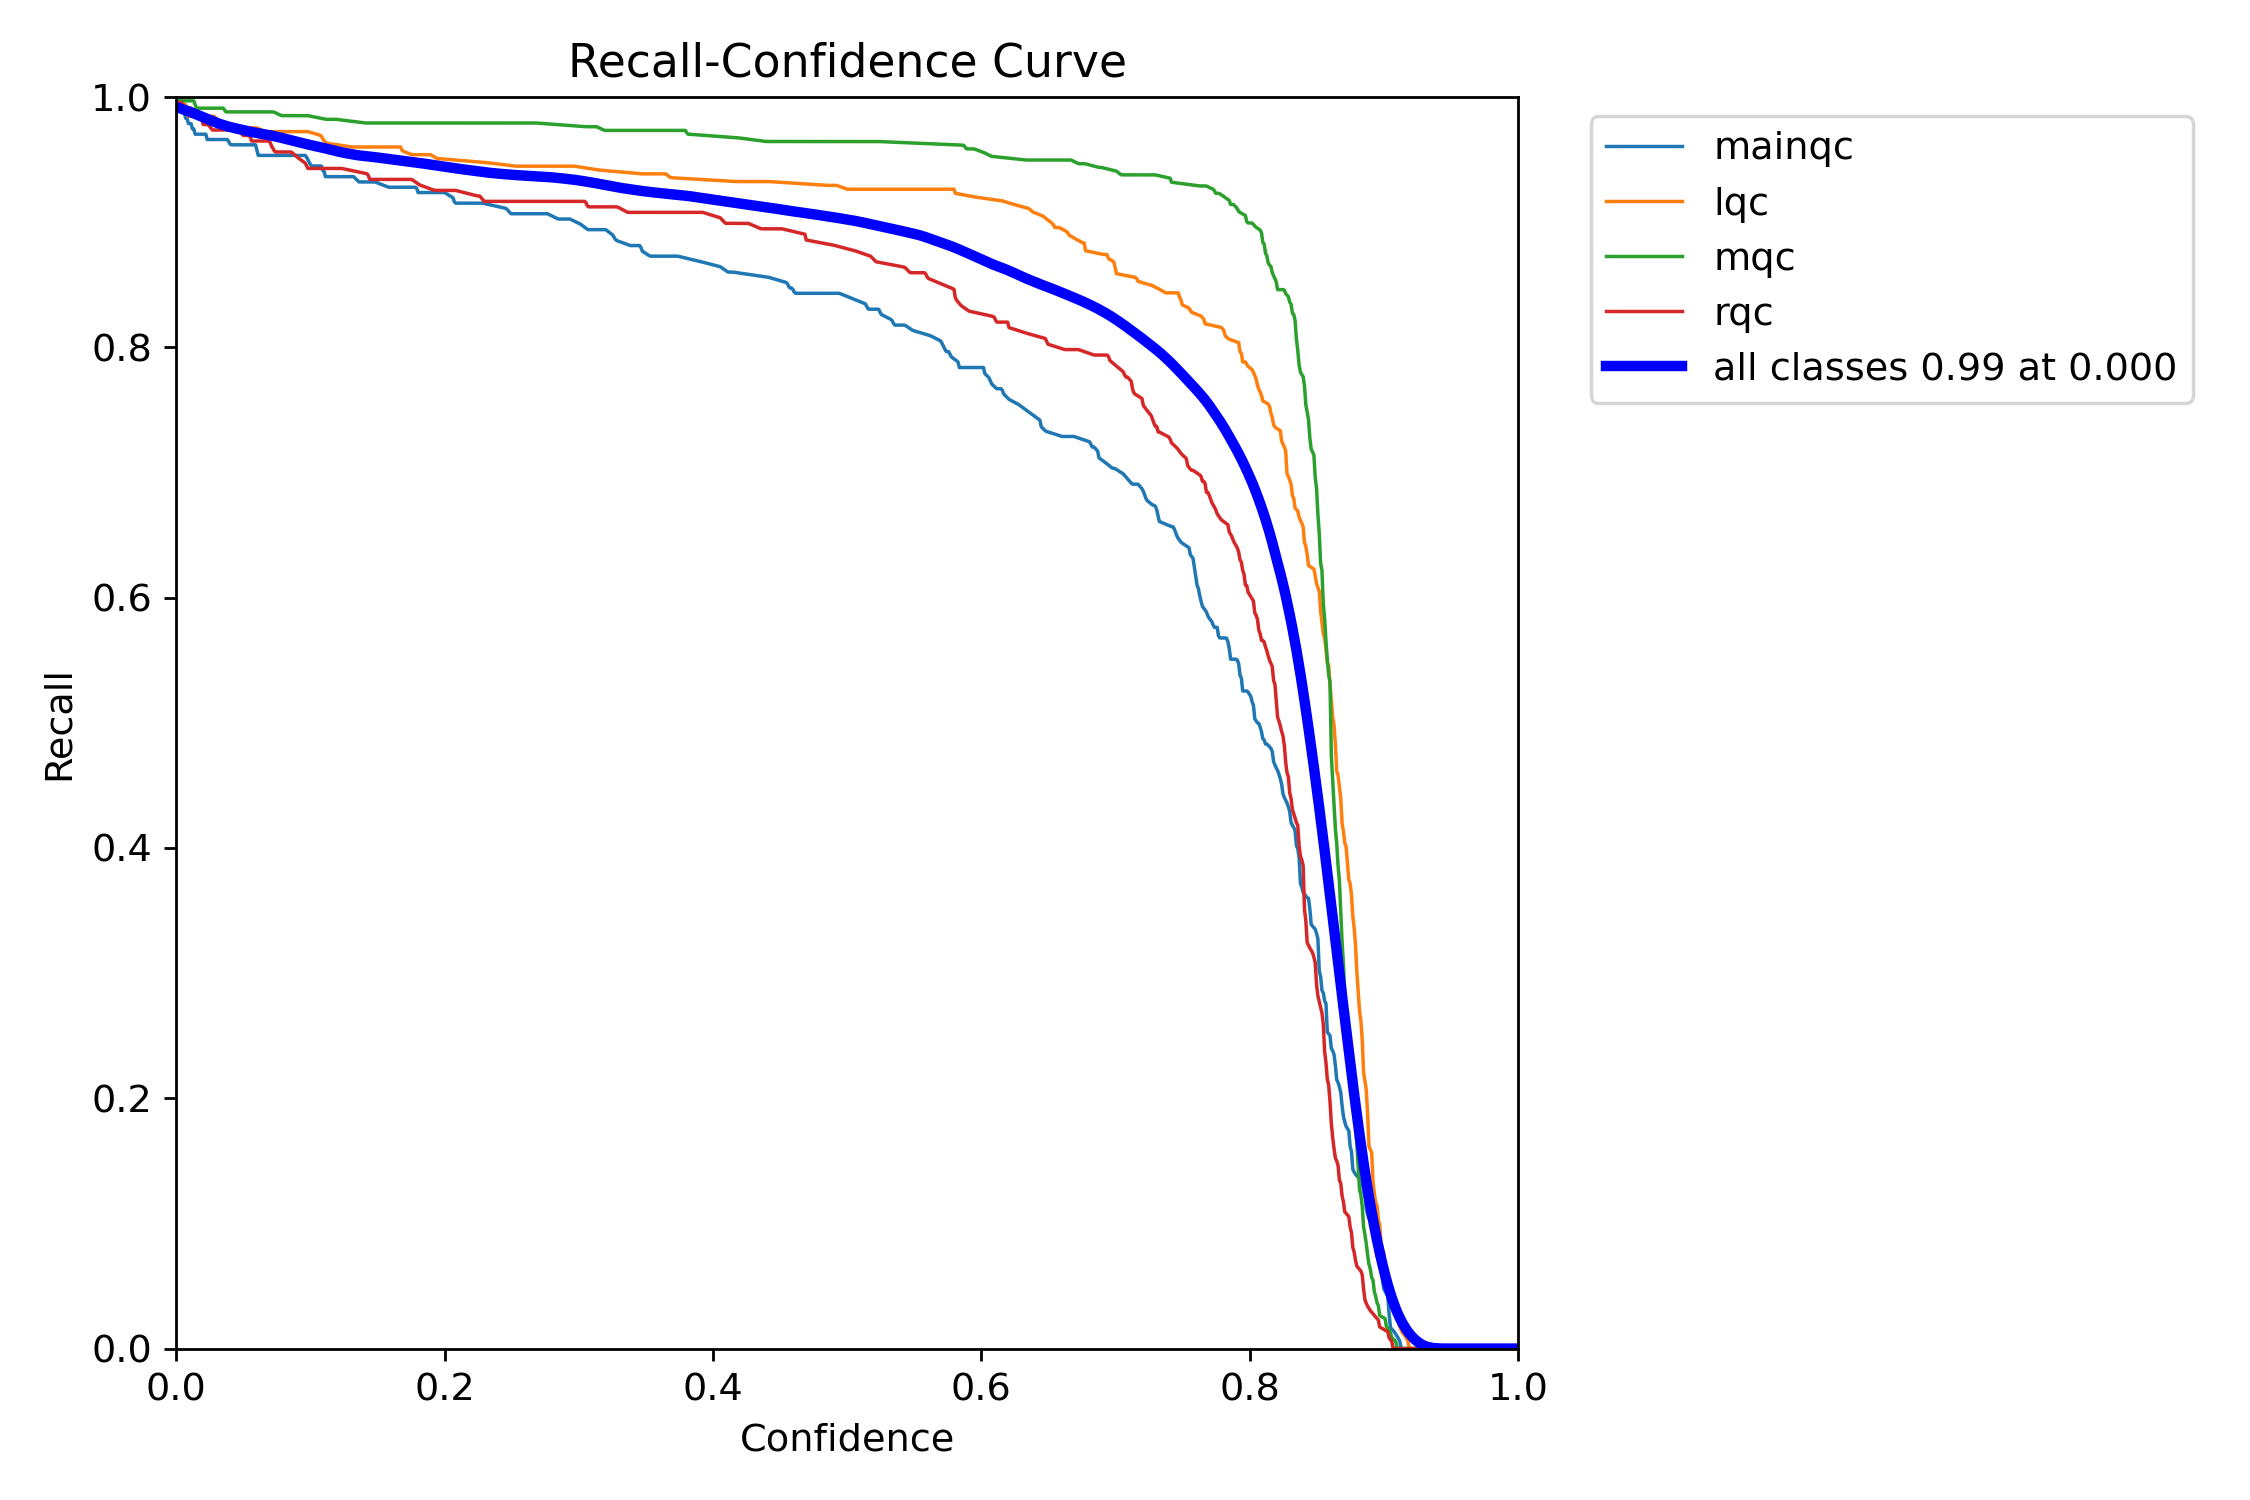 Recall-Confidence Curve
1.0
0.8
0.6
0.4
0.2
0.0
Recall
0.0 0.2 0.4 0.6 0.8 1.0
Confidence
mainqc
lqc
mqc
rqc
all classes 0.99 at 0.000